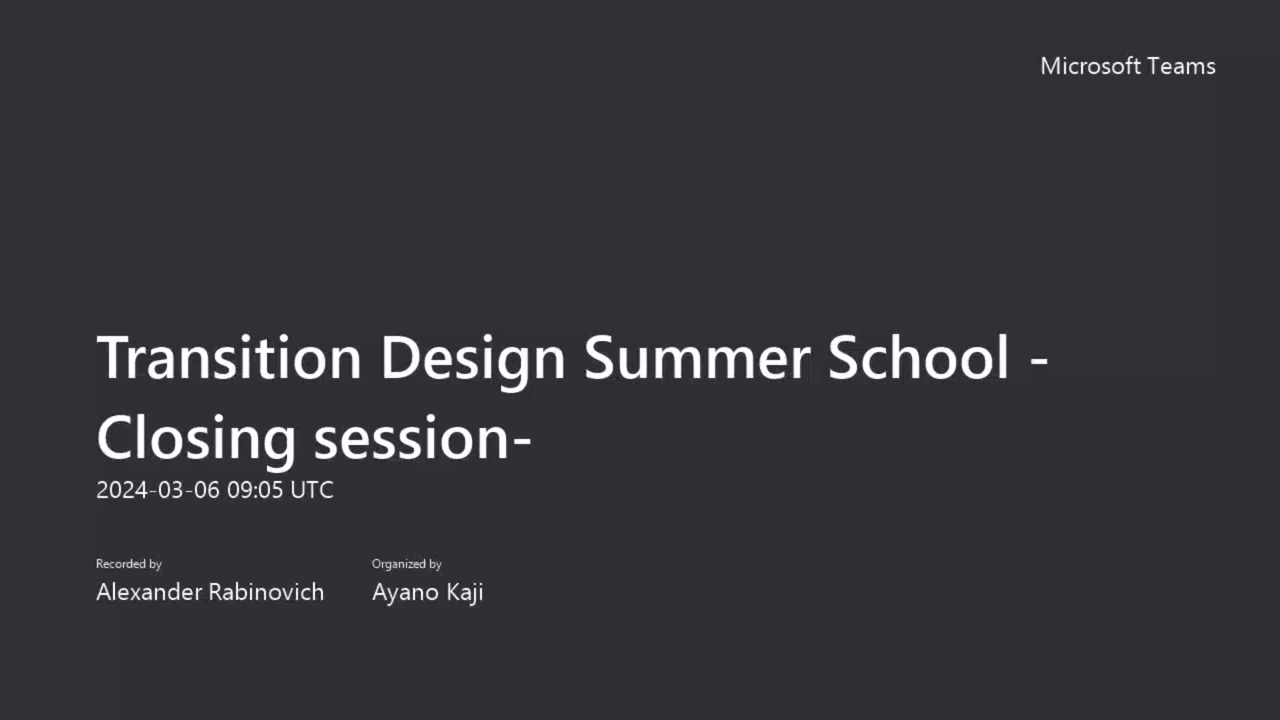 Microsoft Teams
Transition Design Summer School -
Closing session-
2024-03-06 09:05 UTC
Recorded by
Alexander Rabinovich
Organized by
Ayano Kaji